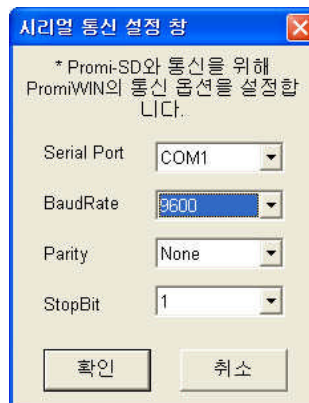 시리얼 통신 설정 창
* Promi-SD와 통신을 위해
PromiWIN의 통신 옵션을 설정합
니다.
Serial Port COM1
BaudRate 9600
Parity None
StopBit 1
확인 취소